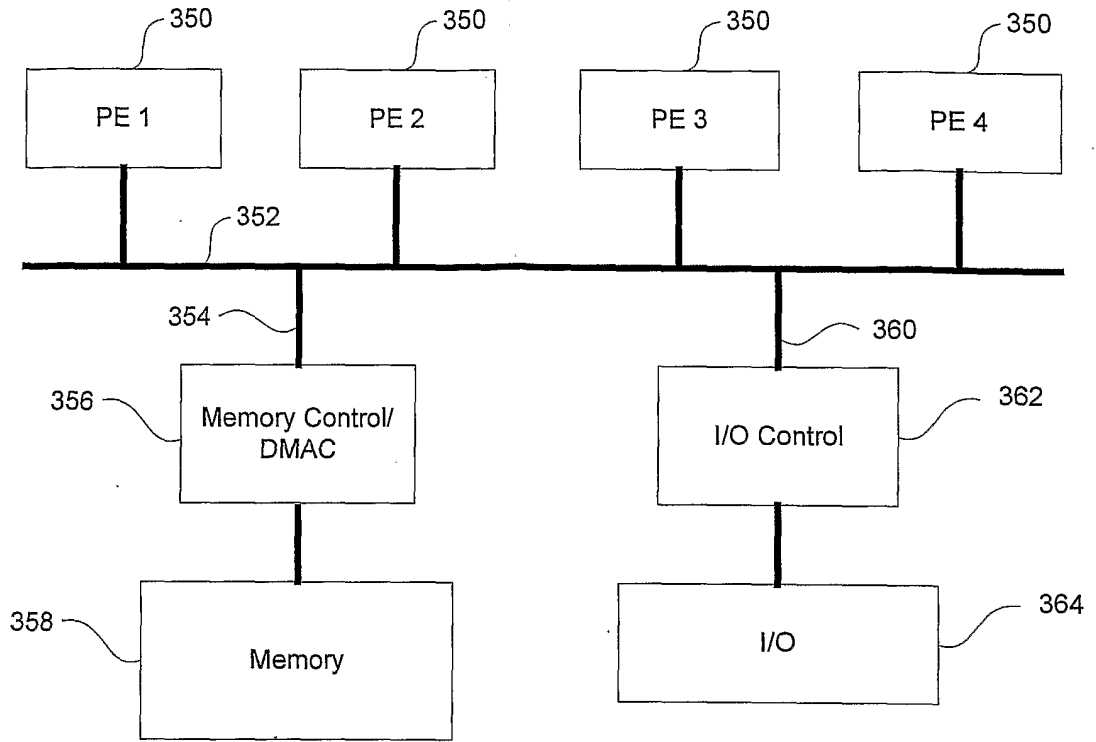 350
350
350
350
PE 1
PE 2
PE 3
PE 4
352
354
360
356
Memory Control/
DMAC
I/O Control
362
358
Memory
I/O
364